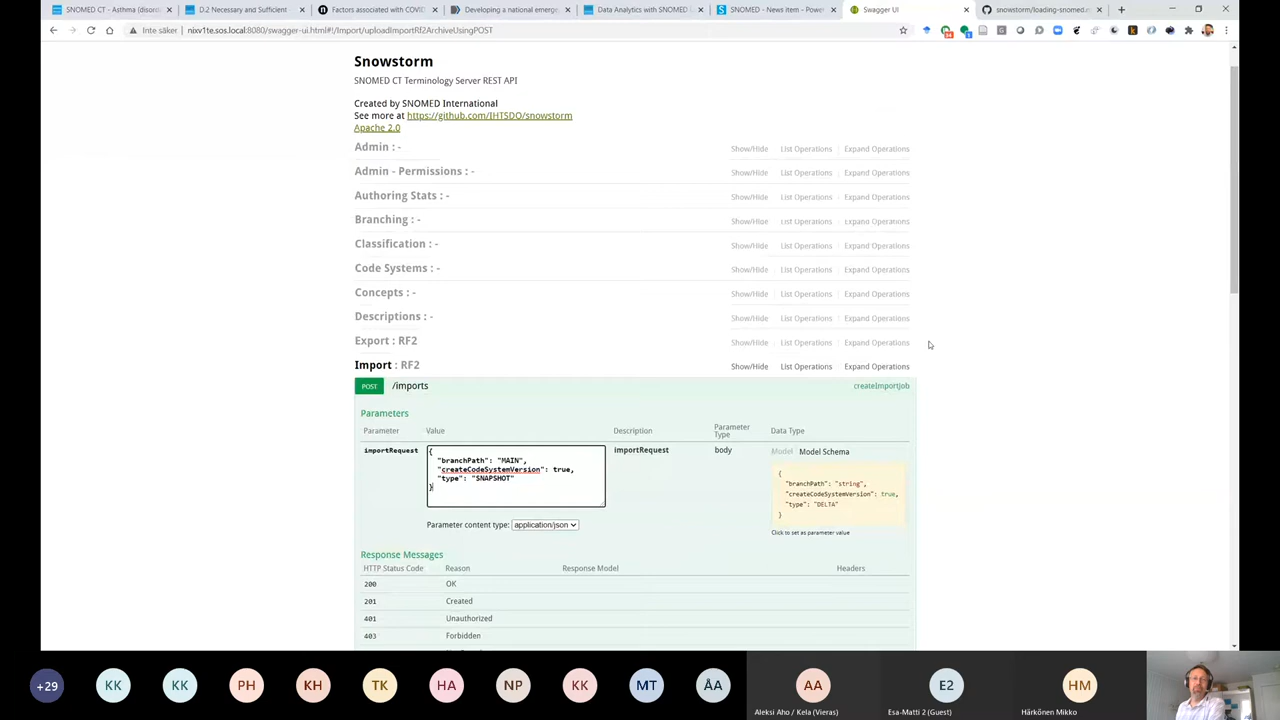 SNOMED CT - Asthma (disord
D.2 Necessary and Sufficient
Factors associated with COVID
Developing a national emerge
Data Analytics with SNOMED
SNOMED - News item - Power
Swagger UI
snowstorm/loading-snomed.m
Inte säker
nixv1te.sos.local:8080/swagger-ui.html#!/Import/uploadImportRf2ArchiveUsingPOST
Snowstorm
SNOMED CT Terminology Server REST API
Created by SNOMED International
See more at https://github.com/IHTSDO/snowstorm
Apache 2.0
Admin : - Show/Hide List Operations Expand Operations
Admin - Permissions : - Show/Hide List Operations Expand Operations
Authoring Stats : - Show/Hide List Operations Expand Operations
Branching : - Show/Hide List Operations Expand Operations
Classification : - Show/Hide List Operations Expand Operations
Code Systems : - Show/Hide List Operations Expand Operations
Concepts : - Show/Hide List Operations Expand Operations
Descriptions : - Show/Hide List Operations Expand Operations
Export : RF2 Show/Hide List Operations Expand Operations
Import : RF2 Show/Hide List Operations Expand Operations
POST /imports createImportJob
Parameters
Parameter Value Description Parameter Type Data Type
importRequest
{
"branchPath": "MAIN",
"createCodeSystemVersion": true,
"type": "SNAPSHOT"
}
importRequest body Model Model Schema
{
"branchPath": "string",
"createCodeSystemVersion": true,
"type": "DELTA"
}
Click to set as parameter value
Parameter content type: application/json
Response Messages
HTTP Status Code Reason Response Model Headers
200 OK
201 Created
401 Unauthorized
403 Forbidden
+29 KK KK PH KH TK HA NP KK MT ÅA AA E2 HM
Aleksi Aho / Kela (Vieras) Esa-Matti 2 (Guest) Härkönen Mikko